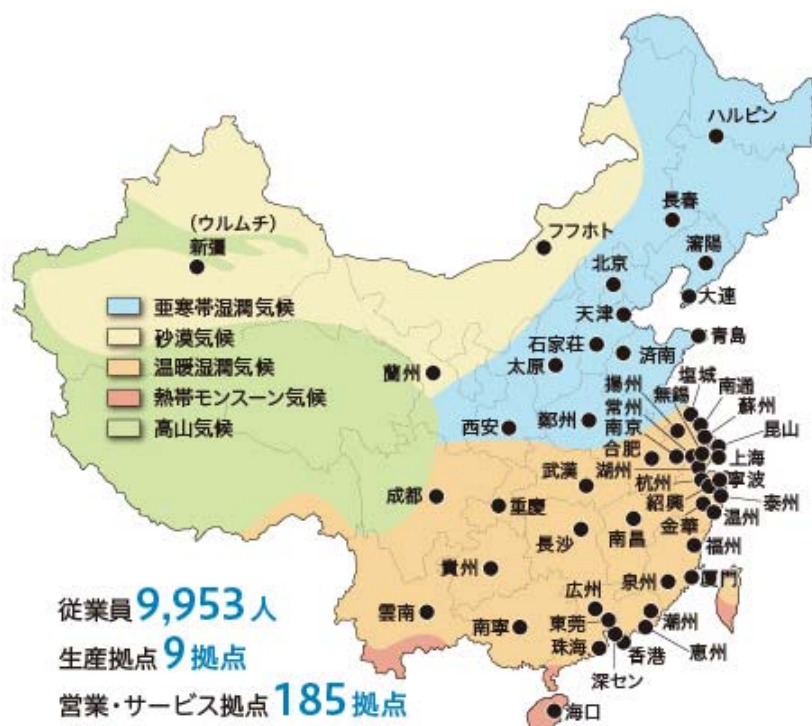 ハルピン
長春
瀋陽
(ウルムチ)
新疆
フフホト
北京
大連
天津
青島
石家荘
済南
太原
蘭州
西安
鄭州
揚州
無錫
塩城
常州
南通
南京
蘇州
合肥
昆山
上海
武漢
湖州
杭州
寧波
紹興
泰州
金華
温州
成都
重慶
長沙
南昌
福州
貴州
泉州
厦門
広州
雲南
南寧
東莞
潮州
珠海
香港
恵州
深セン
海口
亜寒帯湿潤気候
砂漠気候
温暖湿潤気候
熱帯モンスーン気候
高山気候
従業員9,953人
生産拠点9拠点
営業・サービス拠点185拠点